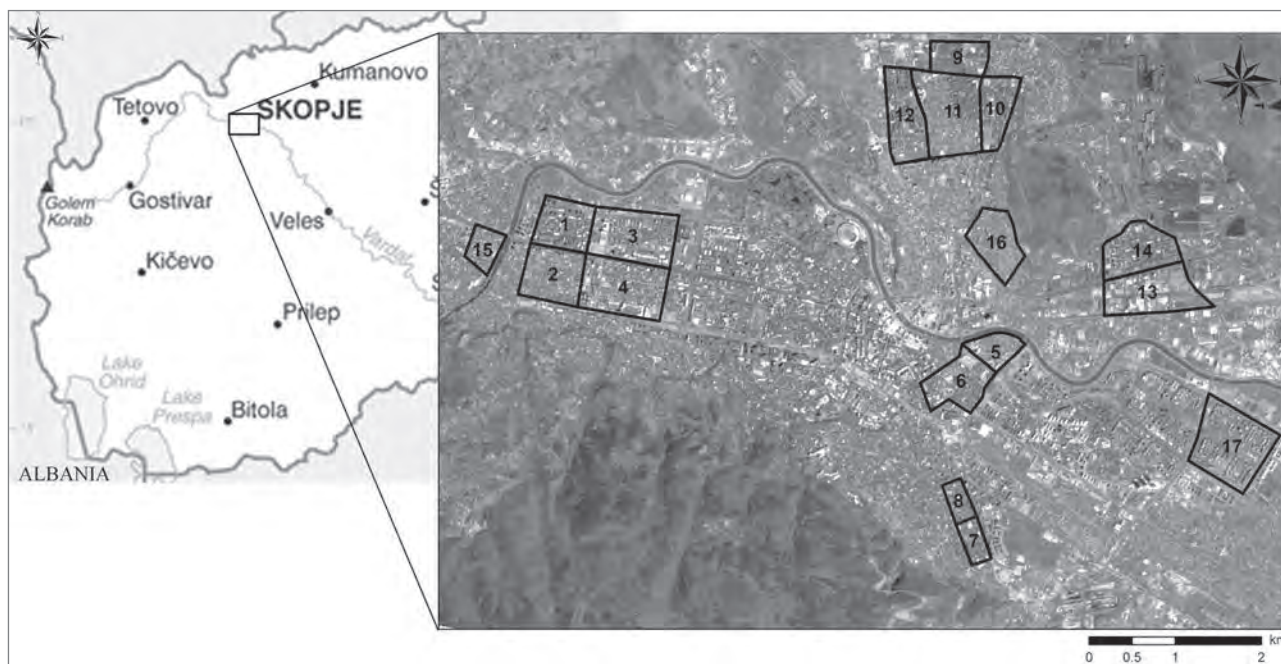 Kumanovo
Tetovo
SKOPJE
Golem
Korab
Gostivar
Veles
Vardar
Kičevo
Prilep
Lake
Ohrid
Lake
Prespa
Bitola
ALBANIA
9
12
11
10
1
3
15
2
4
16
14
13
5
6
17
8
7
km
0 0.5 1 2